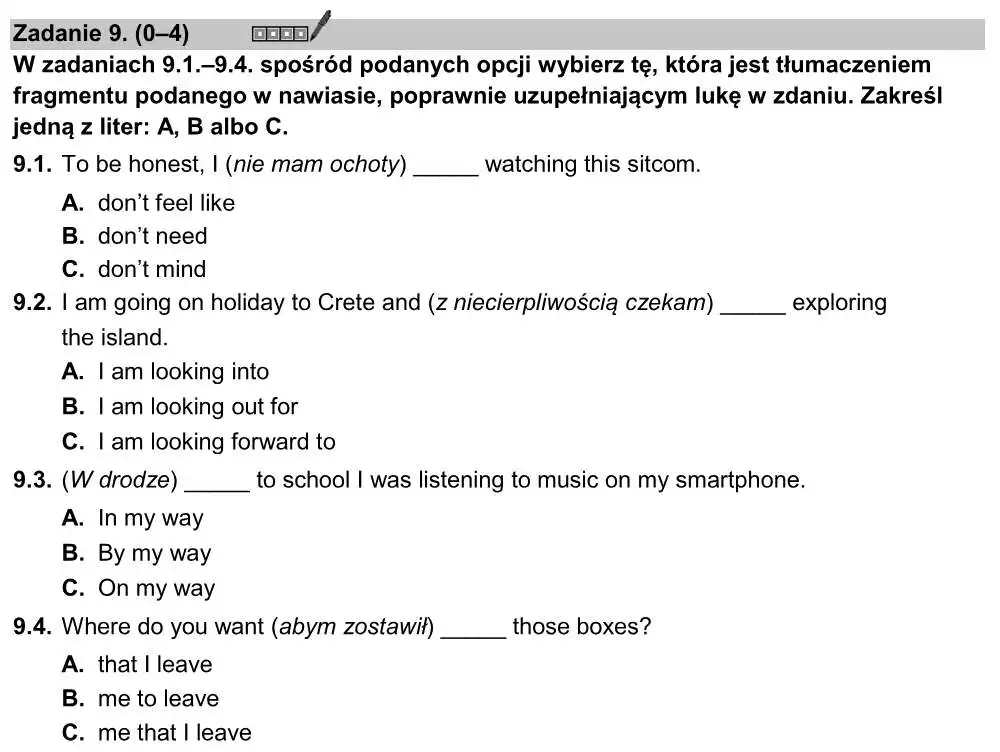 Zadanie 9. (0–4)
W zadaniach 9.1.–9.4. spośród podanych opcji wybierz tę, która jest tłumaczeniem
fragmentu podanego w nawiasie, poprawnie uzupełniającym lukę w zdaniu. Zakreśl
jedną z liter: A, B albo C.
9.1. To be honest, I (nie mam ochoty) _____ watching this sitcom.
A. don’t feel like
B. don’t need
C. don’t mind
9.2. I am going on holiday to Crete and (z niecierpliwością czekam) _____ exploring
the island.
A. I am looking into
B. I am looking out for
C. I am looking forward to
9.3. (W drodze) _____ to school I was listening to music on my smartphone.
A. In my way
B. By my way
C. On my way
9.4. Where do you want (abym zostawił) _____ those boxes?
A. that I leave
B. me to leave
C. me that I leave